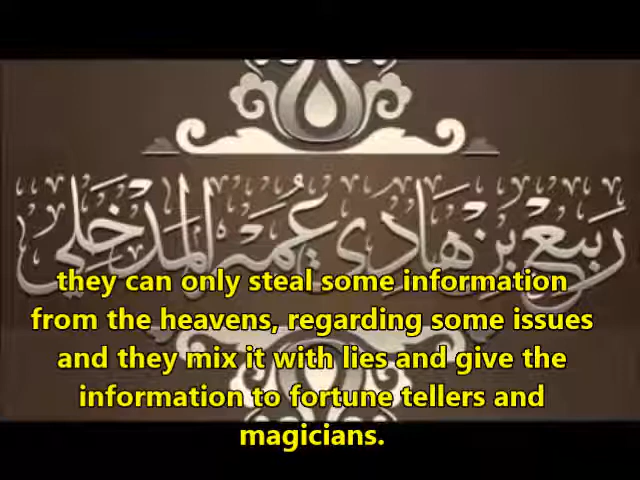 ربيع بن هادي عمير المدخلي
they can only steal some information
from the heavens, regarding some issues
and they mix it with lies and give the
information to fortune tellers and
magicians.